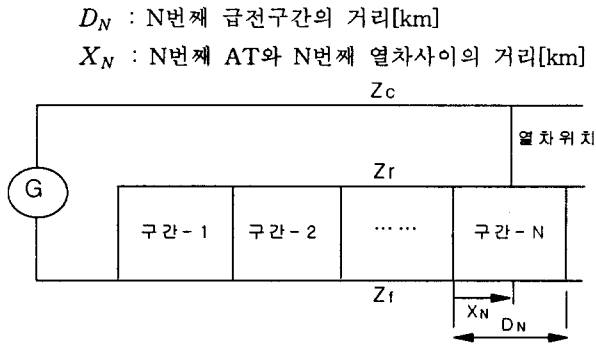 D_N : N번째 급전구간의 거리[km]
X_N : N번째 AT와 N번째 열차사이의 거리[km]
Zc
열차위치
G
Zr
구간-1
구간-2
······
구간-N
Zf
XN
DN